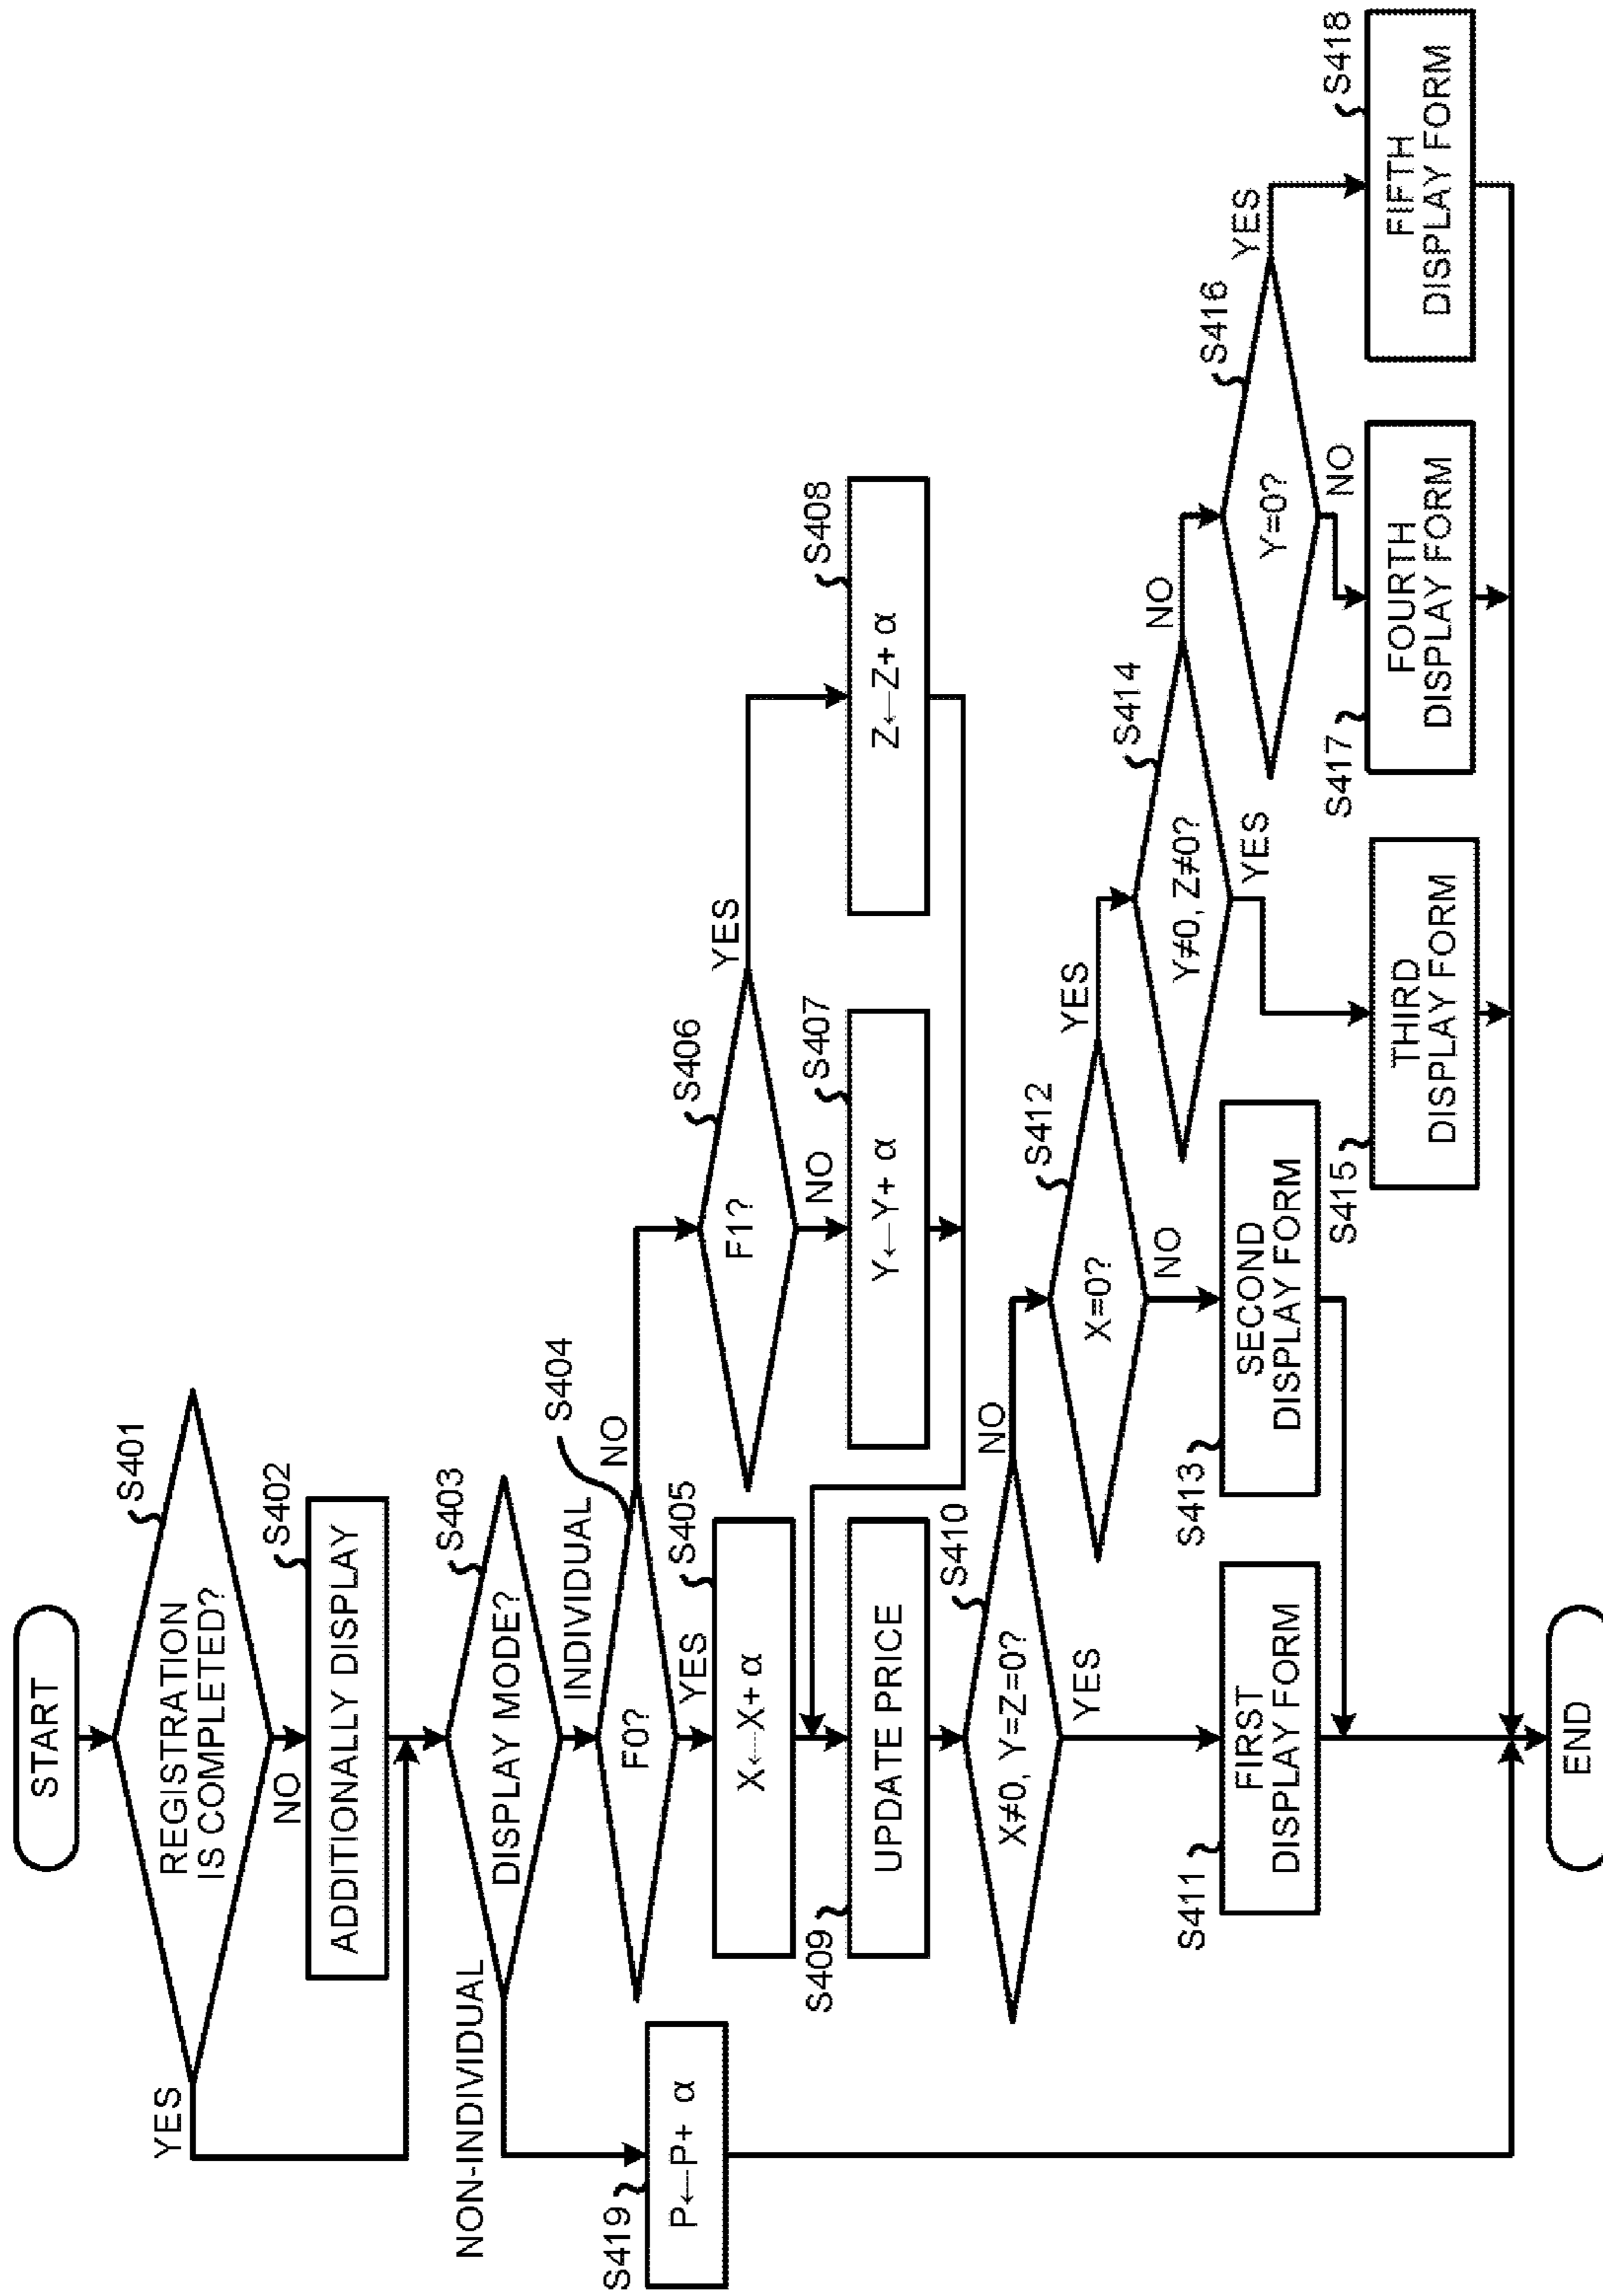 START
S401
REGISTRATION
IS COMPLETED?
YES
NO
S402
ADDITIONALLY DISPLAY
S403
DISPLAY MODE?
NON-INDIVIDUAL
INDIVIDUAL
S404
F0?
NO
YES
S419
P←P+ α
S405
X←X+ α
S406
F1?
YES
NO
S407
Y←Y+ α
S408
Z←Z+ α
S409
UPDATE PRICE
S410
X≠0, Y=Z=0?
NO
YES
S411
FIRST
DISPLAY FORM
S412
X=0?
YES
NO
S413
SECOND
DISPLAY FORM
S414
Y≠0, Z≠0?
NO
YES
S415
THIRD
DISPLAY FORM
S416
Y=0?
YES
NO
S417
FOURTH
DISPLAY FORM
S418
FIFTH
DISPLAY FORM
END